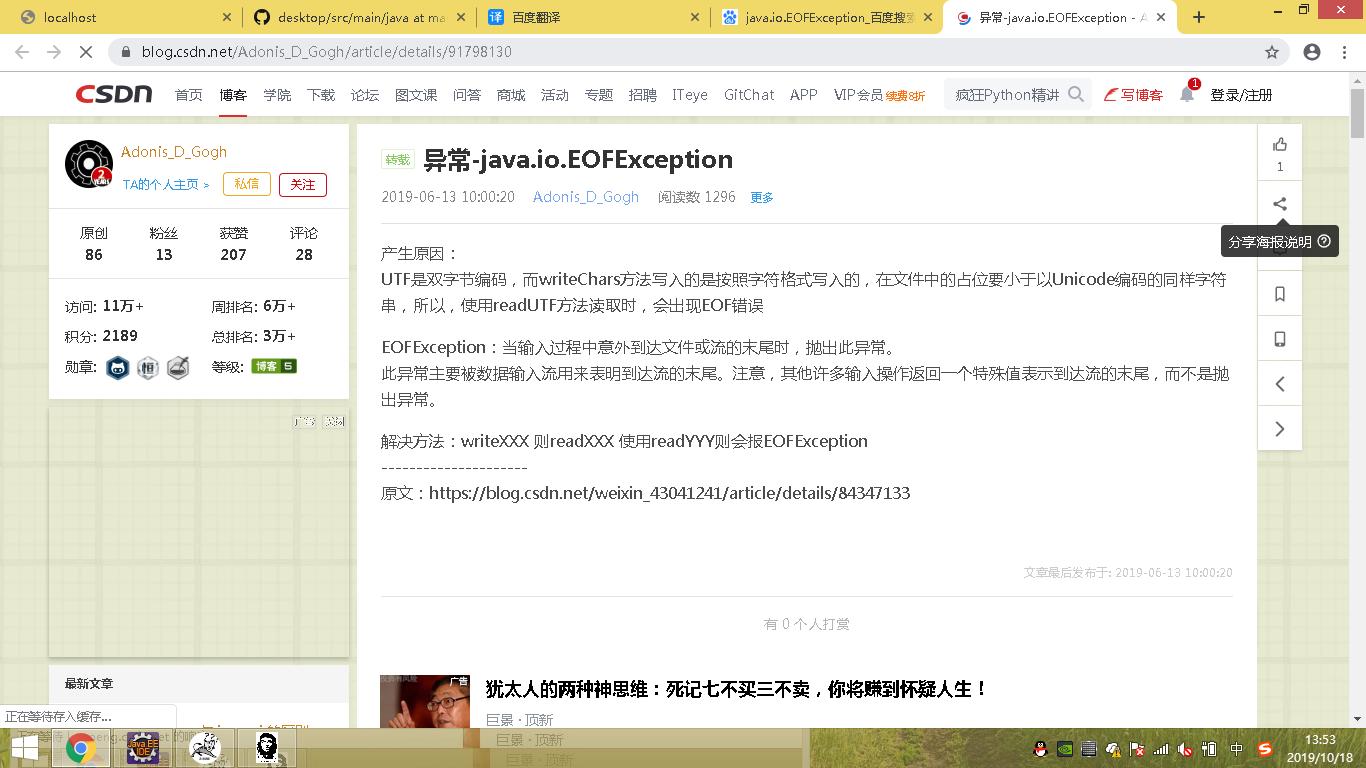 localhost
desktop/src/main/java at ma
百度翻译
java.io.EOFException_百度搜索
异常-java.io.EOFException - A
blog.csdn.net/Adonis_D_Gogh/article/details/91798130
CSDN 首页 博客 学院 下载 论坛 图文课 问答 商城 活动 专题 招聘 ITeye GitChat APP VIP会员 续费8折 疯狂Python精讲 写博客 1 登录/注册
Adonis_D_Gogh
2 YEARS
TA的个人主页 > 私信 关注
原创 粉丝 获赞 评论
86 13 207 28
访问: 11万+ 周排名: 6万+
积分: 2189 总排名: 3万+
勋章: 恒 等级: 博客 5
最新文章
转载 异常-java.io.EOFException
2019-06-13 10:00:20 Adonis_D_Gogh 阅读数 1296 更多
产生原因：
UTF是双字节编码，而writeChars方法写入的是按照字符格式写入的，在文件中的占位要小于以Unicode编码的同样字符
串，所以，使用readUTF方法读取时，会出现EOF错误
EOFException：当输入过程中意外到达文件或流的末尾时，抛出此异常。
此异常主要被数据输入流用来表明到达流的末尾。注意，其他许多输入操作返回一个特殊值表示到达流的末尾，而不是抛
出异常。
解决方法：writeXXX 则readXXX 使用readYYY则会报EOFException
---------------------
原文：https://blog.csdn.net/weixin_43041241/article/details/84347133
文章最后发布于: 2019-06-13 10:00:20
有 0 个人打赏
广告
犹太人的两种神思维：死记七不买三不卖，你将赚到怀疑人生！
巨景 · 顶新
巨景 · 顶新
巨景 · 顶新
1
分享海报说明
正在等待存入缓存...
Java EE
IDE
中
13:53
2019/10/18